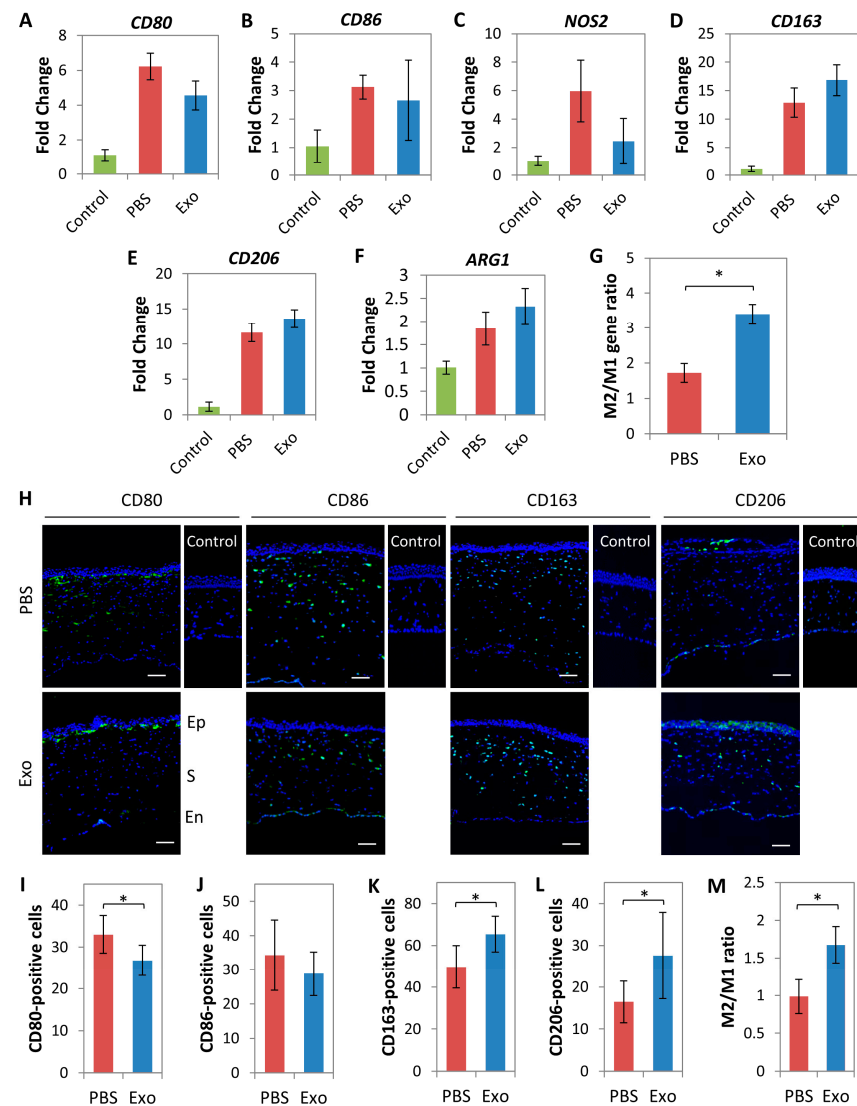 A CD80
Fold Change
8
6
4
2
0
Control PBS Exo
B CD86
Fold Change
5
4
3
2
1
0
Control PBS Exo
C NOS2
Fold Change
10
8
6
4
2
0
Control PBS Exo
D CD163
Fold Change
25
20
15
10
5
0
Control PBS Exo
E CD206
Fold Change
20
15
10
5
0
Control PBS Exo
F ARG1
Fold Change
3
2.5
2
1.5
1
0.5
0
Control PBS Exo
G
M2/M1 gene ratio
5
4
3
2
1
0
*
PBS Exo
H CD80 CD86 CD163 CD206
PBS
Control Control Control Control
Exo
Ep
S
En
I
CD80-positive cells
40
30
20
10
0
*
PBS Exo
J
CD86-positive cells
50
40
30
20
10
0
PBS Exo
K
CD163-positive cells
80
60
40
20
0
*
PBS Exo
L
CD206-positive cells
40
30
20
10
0
*
PBS Exo
M
M2/M1 ratio
2.5
2
1.5
1
0.5
0
*
PBS Exo